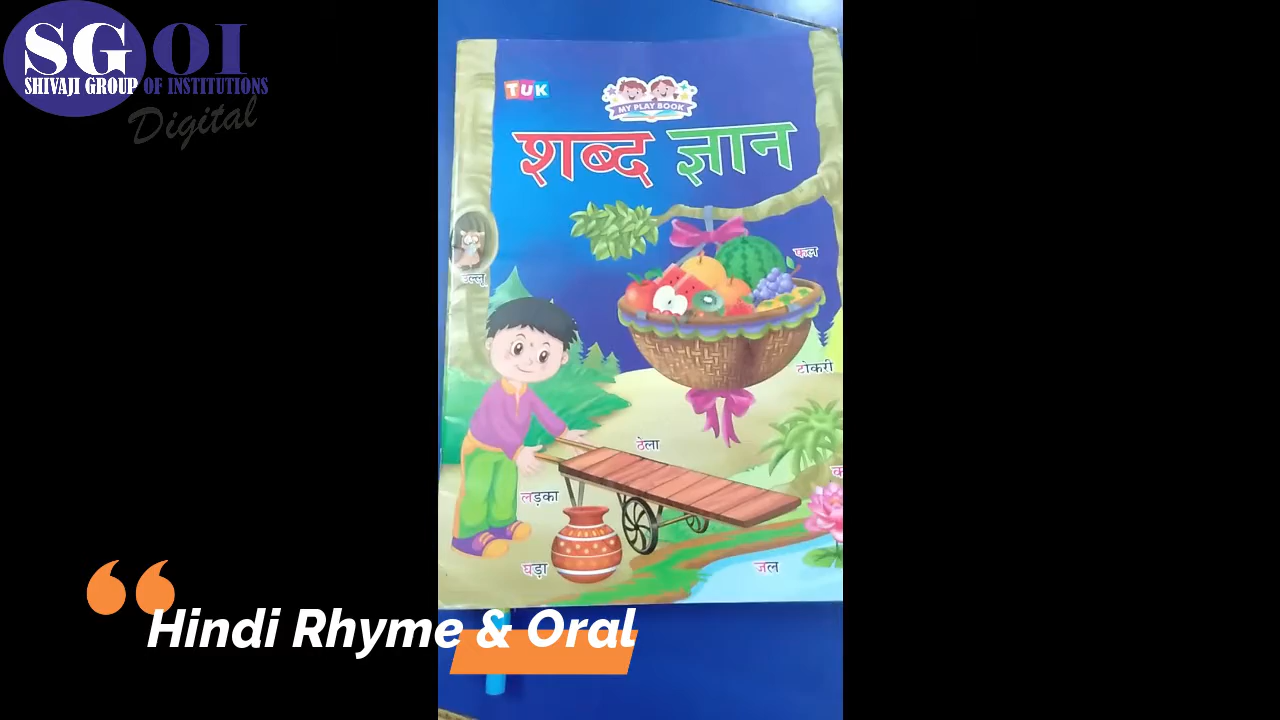 SGOI
SHIVAJI GROUP OF INSTITUTIONS
Digital
TUK
MY PLAY BOOK
शब्द ज्ञान
फल
उल्लू
टोकरी
ठेला
लड़का
घड़ा
जल
Hindi Rhyme & Oral